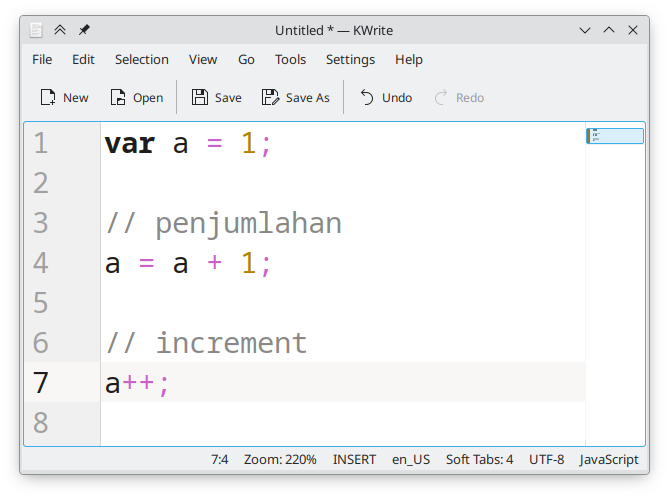 Untitled * — KWrite
File Edit Selection View Go Tools Settings Help
New Open Save Save As Undo Redo
1 var a = 1;
2
3 // penjumlahan
4 a = a + 1;
5
6 // increment
7 a++;
8
7:4 Zoom: 220% INSERT en_US Soft Tabs: 4 UTF-8 JavaScript